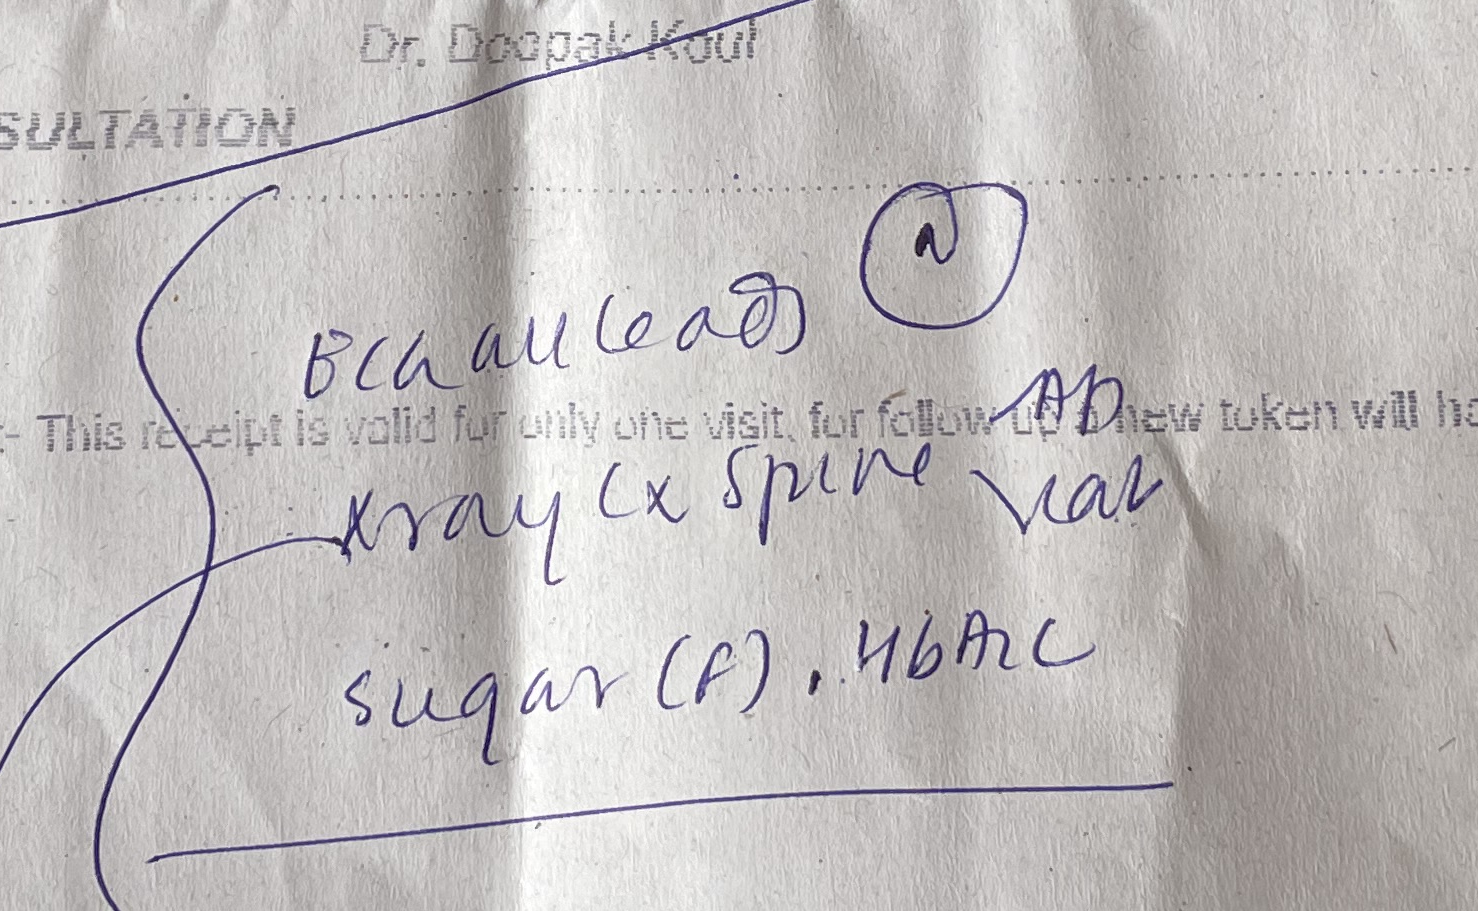 Dr. Deepak Koul
SULTATION
N
ECG all leads
AP
:- This receipt is valid for only one visit, for follow up a new token will ha
Xray Cx Spine
Lat
sugar (F), HbA1C